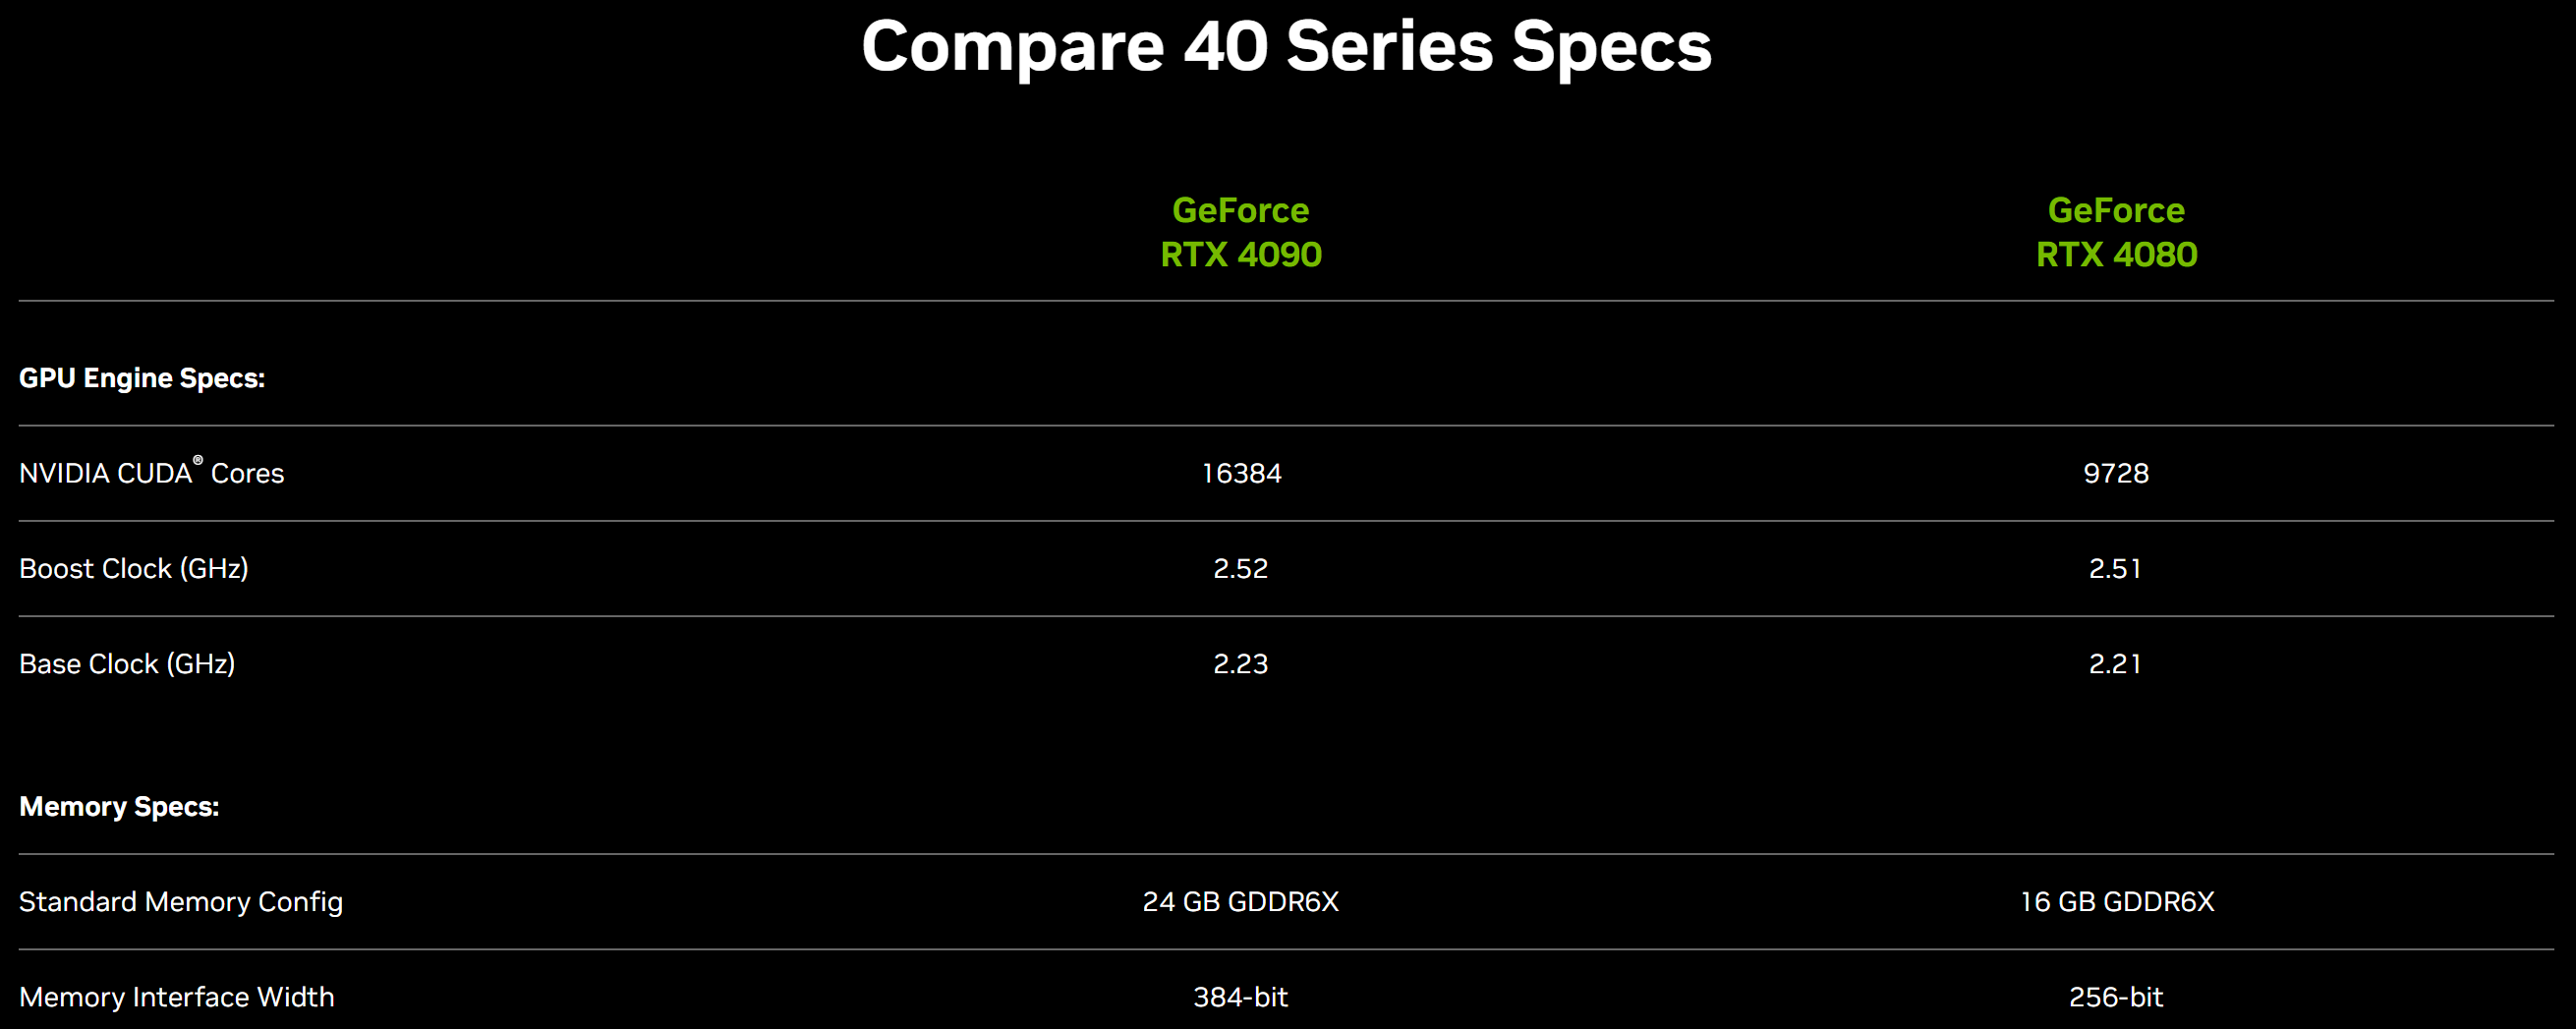 Compare 40 Series Specs
GeForce
RTX 4090
GeForce
RTX 4080
GPU Engine Specs:
NVIDIA CUDA® Cores 16384 9728
Boost Clock (GHz) 2.52 2.51
Base Clock (GHz) 2.23 2.21
Memory Specs:
Standard Memory Config 24 GB GDDR6X 16 GB GDDR6X
Memory Interface Width 384-bit 256-bit